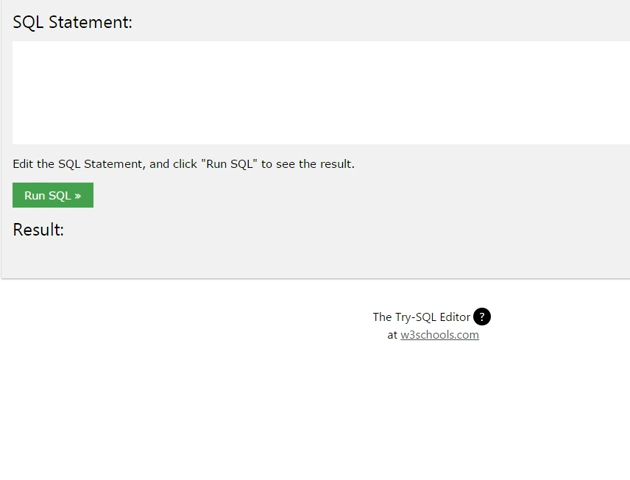 SQL Statement:
Edit the SQL Statement, and click "Run SQL" to see the result.
Run SQL »
Result:
The Try-SQL Editor ?
at w3schools.com